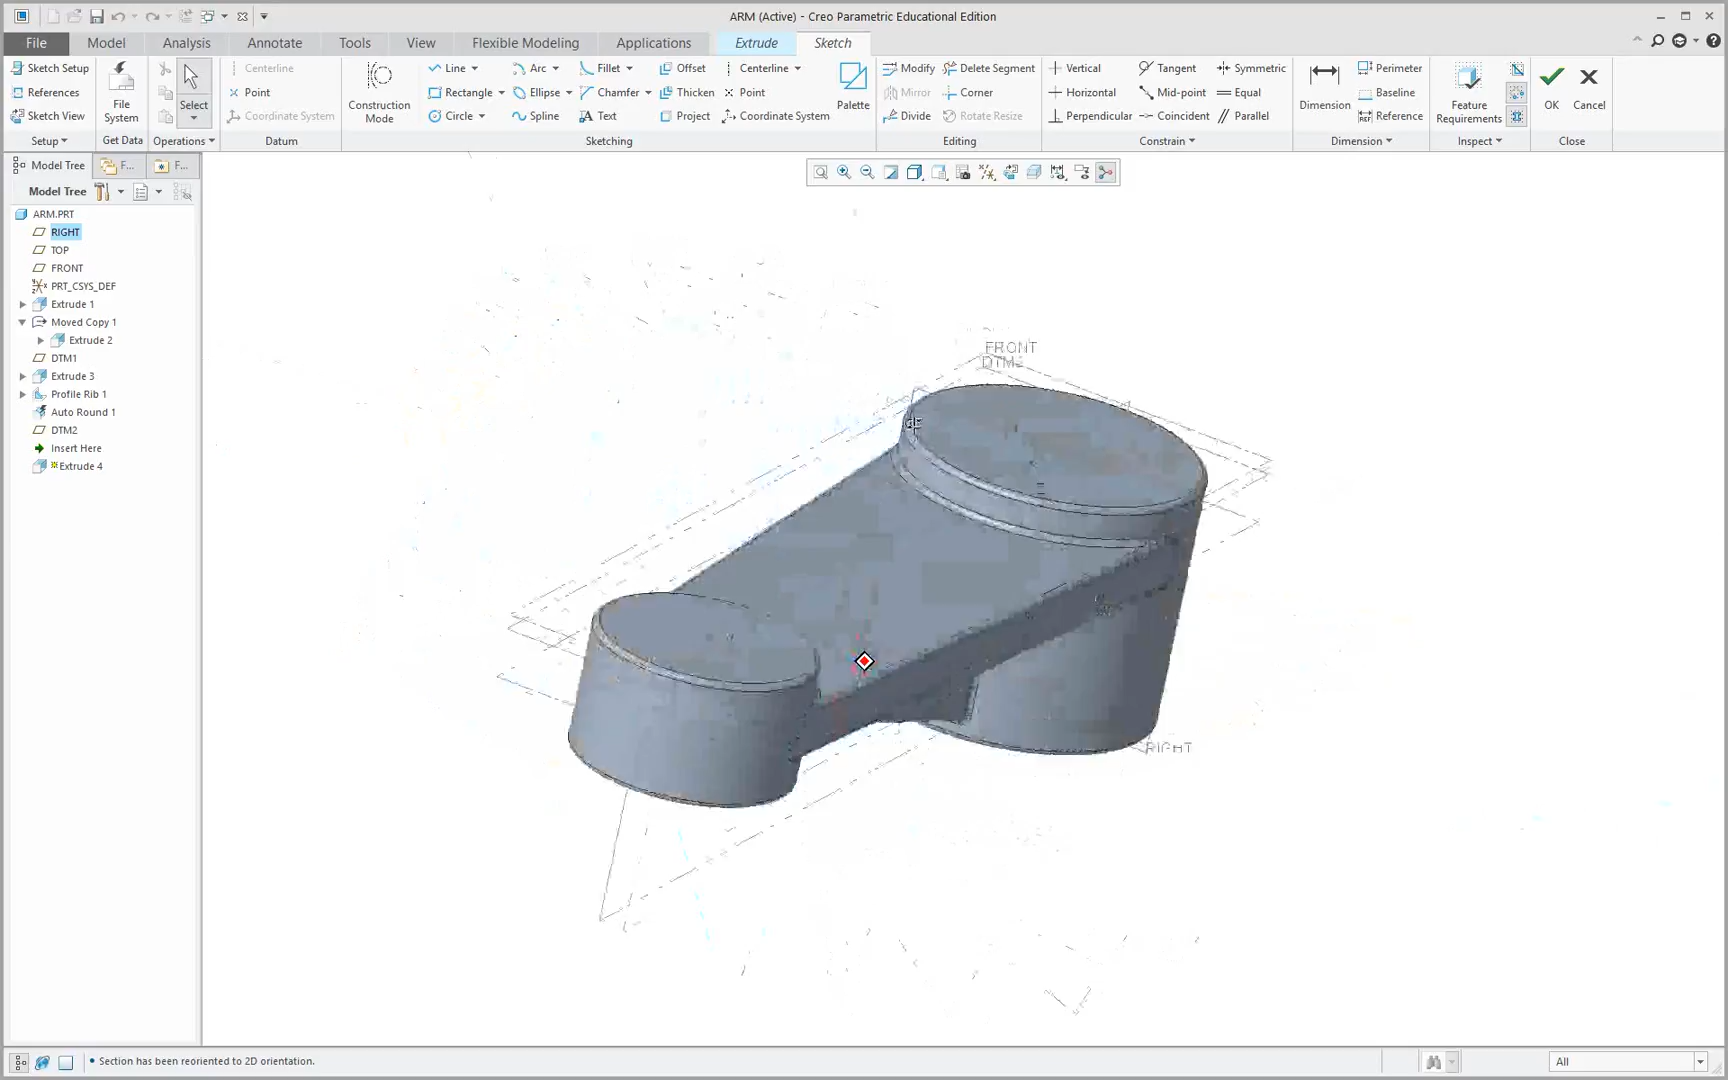 ARM (Active) - Creo Parametric Educational Edition
File Model Analysis Annotate Tools View Flexible Modeling Applications Extrude Sketch
Sketch Setup
References
Sketch View
Setup
File System
Get Data
Select
Operations
Centerline
Point
Coordinate System
Datum
Construction Mode
Line Arc Fillet Offset Centerline
Rectangle Ellipse Chamfer Thicken Point
Circle Spline Text Project Coordinate System
Palette
Sketching
Modify Delete Segment
Mirror Corner
Divide Rotate Resize
Editing
Vertical Tangent Symmetric
Horizontal Mid-point Equal
Perpendicular Coincident Parallel
Constrain
Dimension
Perimeter
Baseline
Reference
Dimension
Feature Requirements
Inspect
OK Cancel
Close
Model Tree F... F...
Model Tree
ARM.PRT
RIGHT
TOP
FRONT
PRT_CSYS_DEF
Extrude 1
Moved Copy 1
Extrude 2
DTM1
Extrude 3
Profile Rib 1
Auto Round 1
DTM2
Insert Here
Extrude 4
FRONT
RIGHT
• Section has been reoriented to 2D orientation.
All